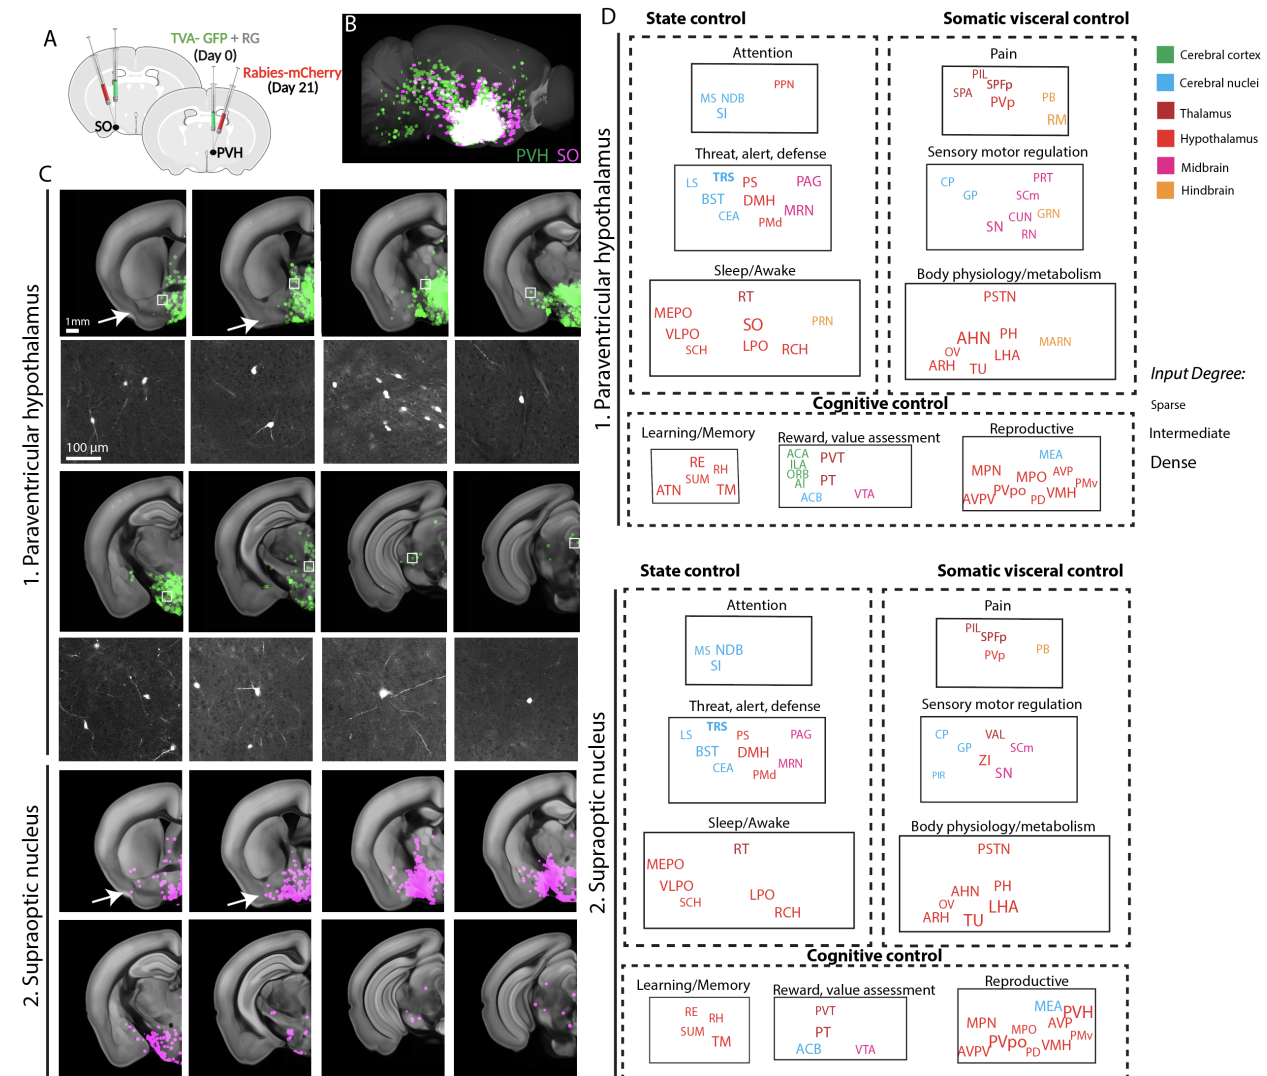 A
TVA- GFP + RG
(Day 0)
Rabies-mCherry
(Day 21)
SO
PVH
B
PVH SO
C
1. Paraventricular hypothalamus
1mm
100 µm
2. Supraoptic nucleus
D
State control
Somatic visceral control
1. Paraventricular hypothalamus
Attention
PPN
MS NDB
SI
Threat, alert, defense
LS TRS PS PAG
BST DMH
CEA MRN
PMd
Sleep/Awake
RT
MEPO
SO PRN
VLPO
SCH LPO RCH
Pain
PIL
SPFp
SPA PVp PB
RM
Sensory motor regulation
CP PRT
GP SCm
CUN GRN
SN RN
Body physiology/metabolism
PSTN
AHN PH
MARN
OV LHA
ARH TU
Cognitive control
Learning/Memory
RE RH
SUM
ATN TM
Reward, value assessment
ACA PVT
ILA
ORB PT
AI
ACB VTA
Reproductive
MEA
MPN MPO AVP
PMv
PVpo VMH
AVPV PD
Cerebral cortex
Cerebral nuclei
Thalamus
Hypothalamus
Midbrain
Hindbrain
Input Degree:
Sparse
Intermediate
Dense
State control
Somatic visceral control
2. Supraoptic nucleus
Attention
MS NDB
SI
Threat, alert, defense
LS TRS PS PAG
BST DMH
CEA MRN
PMd
Sleep/Awake
RT
MEPO
VLPO
SCH LPO
RCH
Pain
PIL
SPFp
PVp PB
Sensory motor regulation
CP VAL
GP SCm
ZI
PIR SN
Body physiology/metabolism
PSTN
AHN PH
OV LHA
ARH TU
Cognitive control
Learning/Memory
RE RH
SUM
TM
Reward, value assessment
PVT
PT
ACB VTA
Reproductive
MEA PVH
MPN AVP
MPO PMv
PVpo VMH
AVPV PD